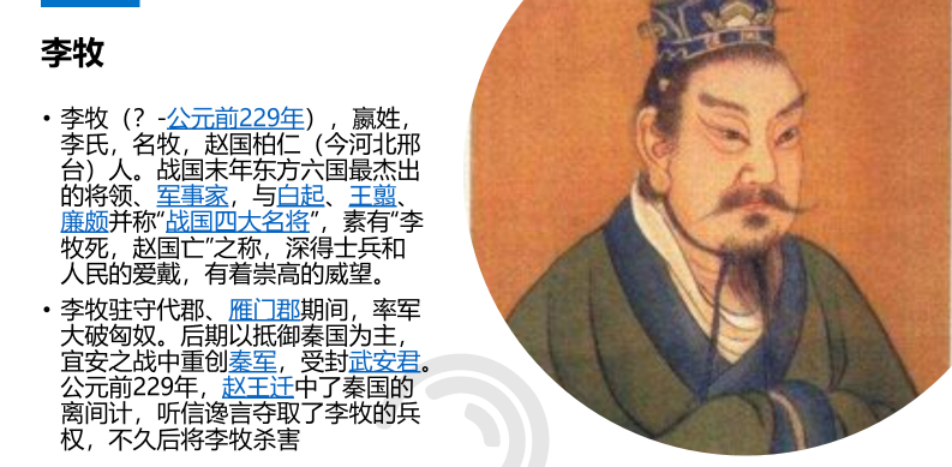 李牧
• 李牧（？-公元前229年），嬴姓，
李氏，名牧，赵国柏仁（今河北邢
台）人。战国末年东方六国最杰出
的将领、军事家，与白起、王翦、
廉颇并称“战国四大名将”，素有“李
牧死，赵国亡”之称，深得士兵和
人民的爱戴，有着崇高的威望。
• 李牧驻守代郡、雁门郡期间，率军
大破匈奴。后期以抵御秦国为主，
宜安之战中重创秦军，受封武安君。
公元前229年，赵王迁中了秦国的
离间计，听信谗言夺取了李牧的兵
权，不久后将李牧杀害